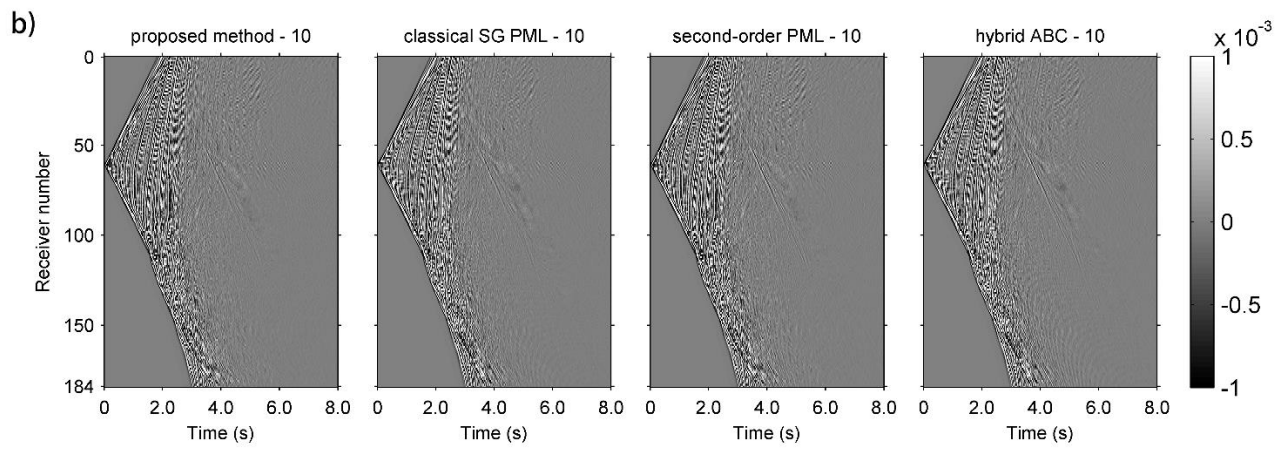 b)
proposed method - 10
classical SG PML - 10
second-order PML - 10
hybrid ABC - 10
x 10-3
0
50
100
150
184
Receiver number
1
0.5
0
-0.5
-1
0 2.0 4.0 6.0 8.0
0 2.0 4.0 6.0 8.0
0 2.0 4.0 6.0 8.0
0 2.0 4.0 6.0 8.0
Time (s)
Time (s)
Time (s)
Time (s)